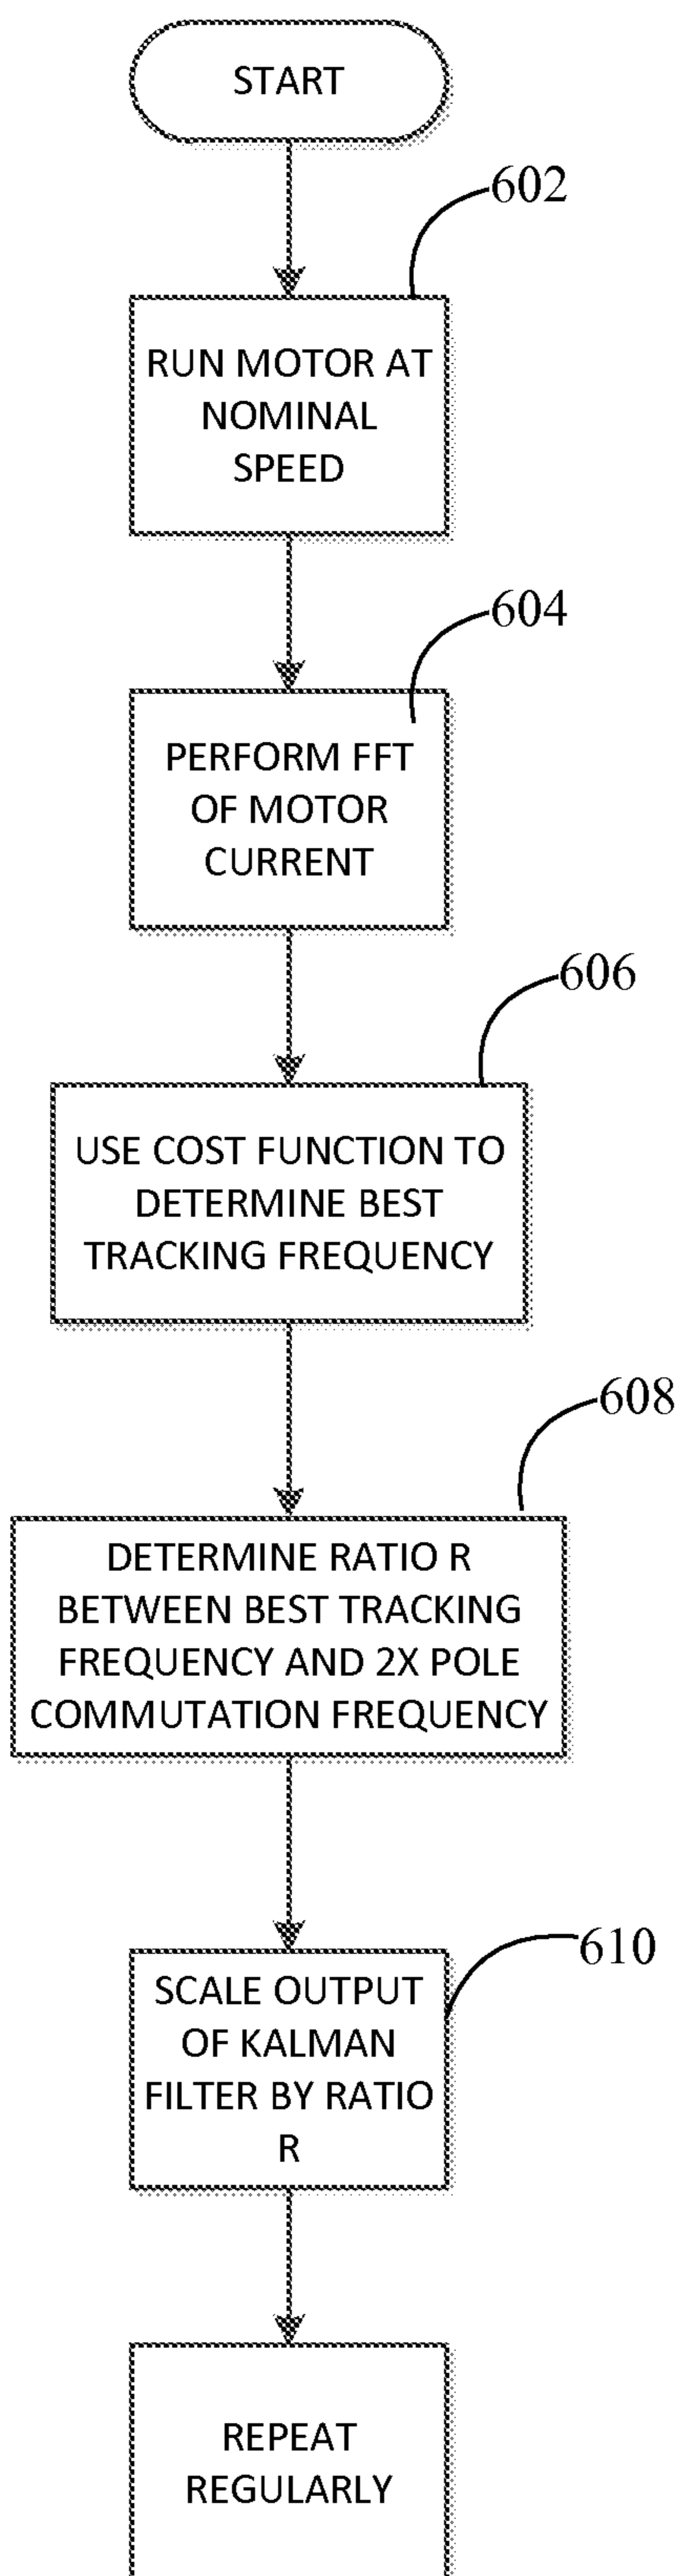 START
602
RUN MOTOR AT
NOMINAL
SPEED
604
PERFORM FFT
OF MOTOR
CURRENT
606
USE COST FUNCTION TO
DETERMINE BEST
TRACKING FREQUENCY
608
DETERMINE RATIO R
BETWEEN BEST TRACKING
FREQUENCY AND 2X POLE
COMMUTATION FREQUENCY
610
SCALE OUTPUT
OF KALMAN
FILTER BY RATIO
R
REPEAT
REGULARLY